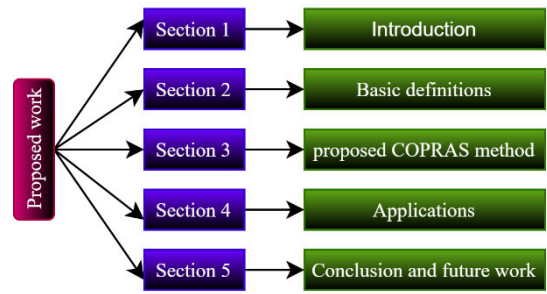 Proposed work
Section 1
Introduction
Section 2
Basic definitions
Section 3
proposed COPRAS method
Section 4
Applications
Section 5
Conclusion and future work